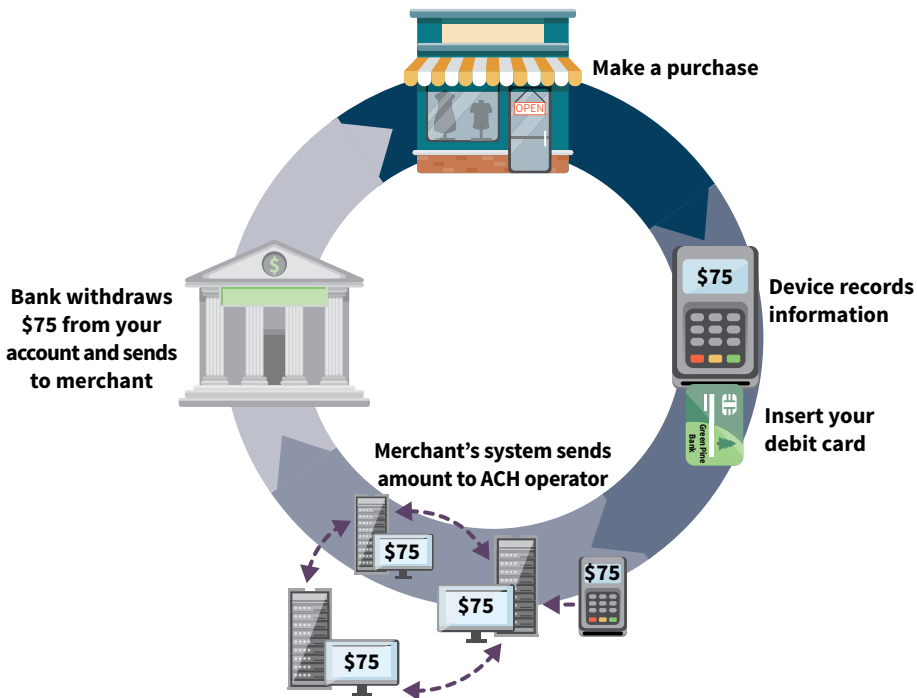 OPEN
Make a purchase
$75
Device records
information
Insert your
debit card
Green Pine
Bank
Merchant’s system sends
amount to ACH operator
$75
$75
$75
$75
$
Bank withdraws
$75 from your
account and sends
to merchant